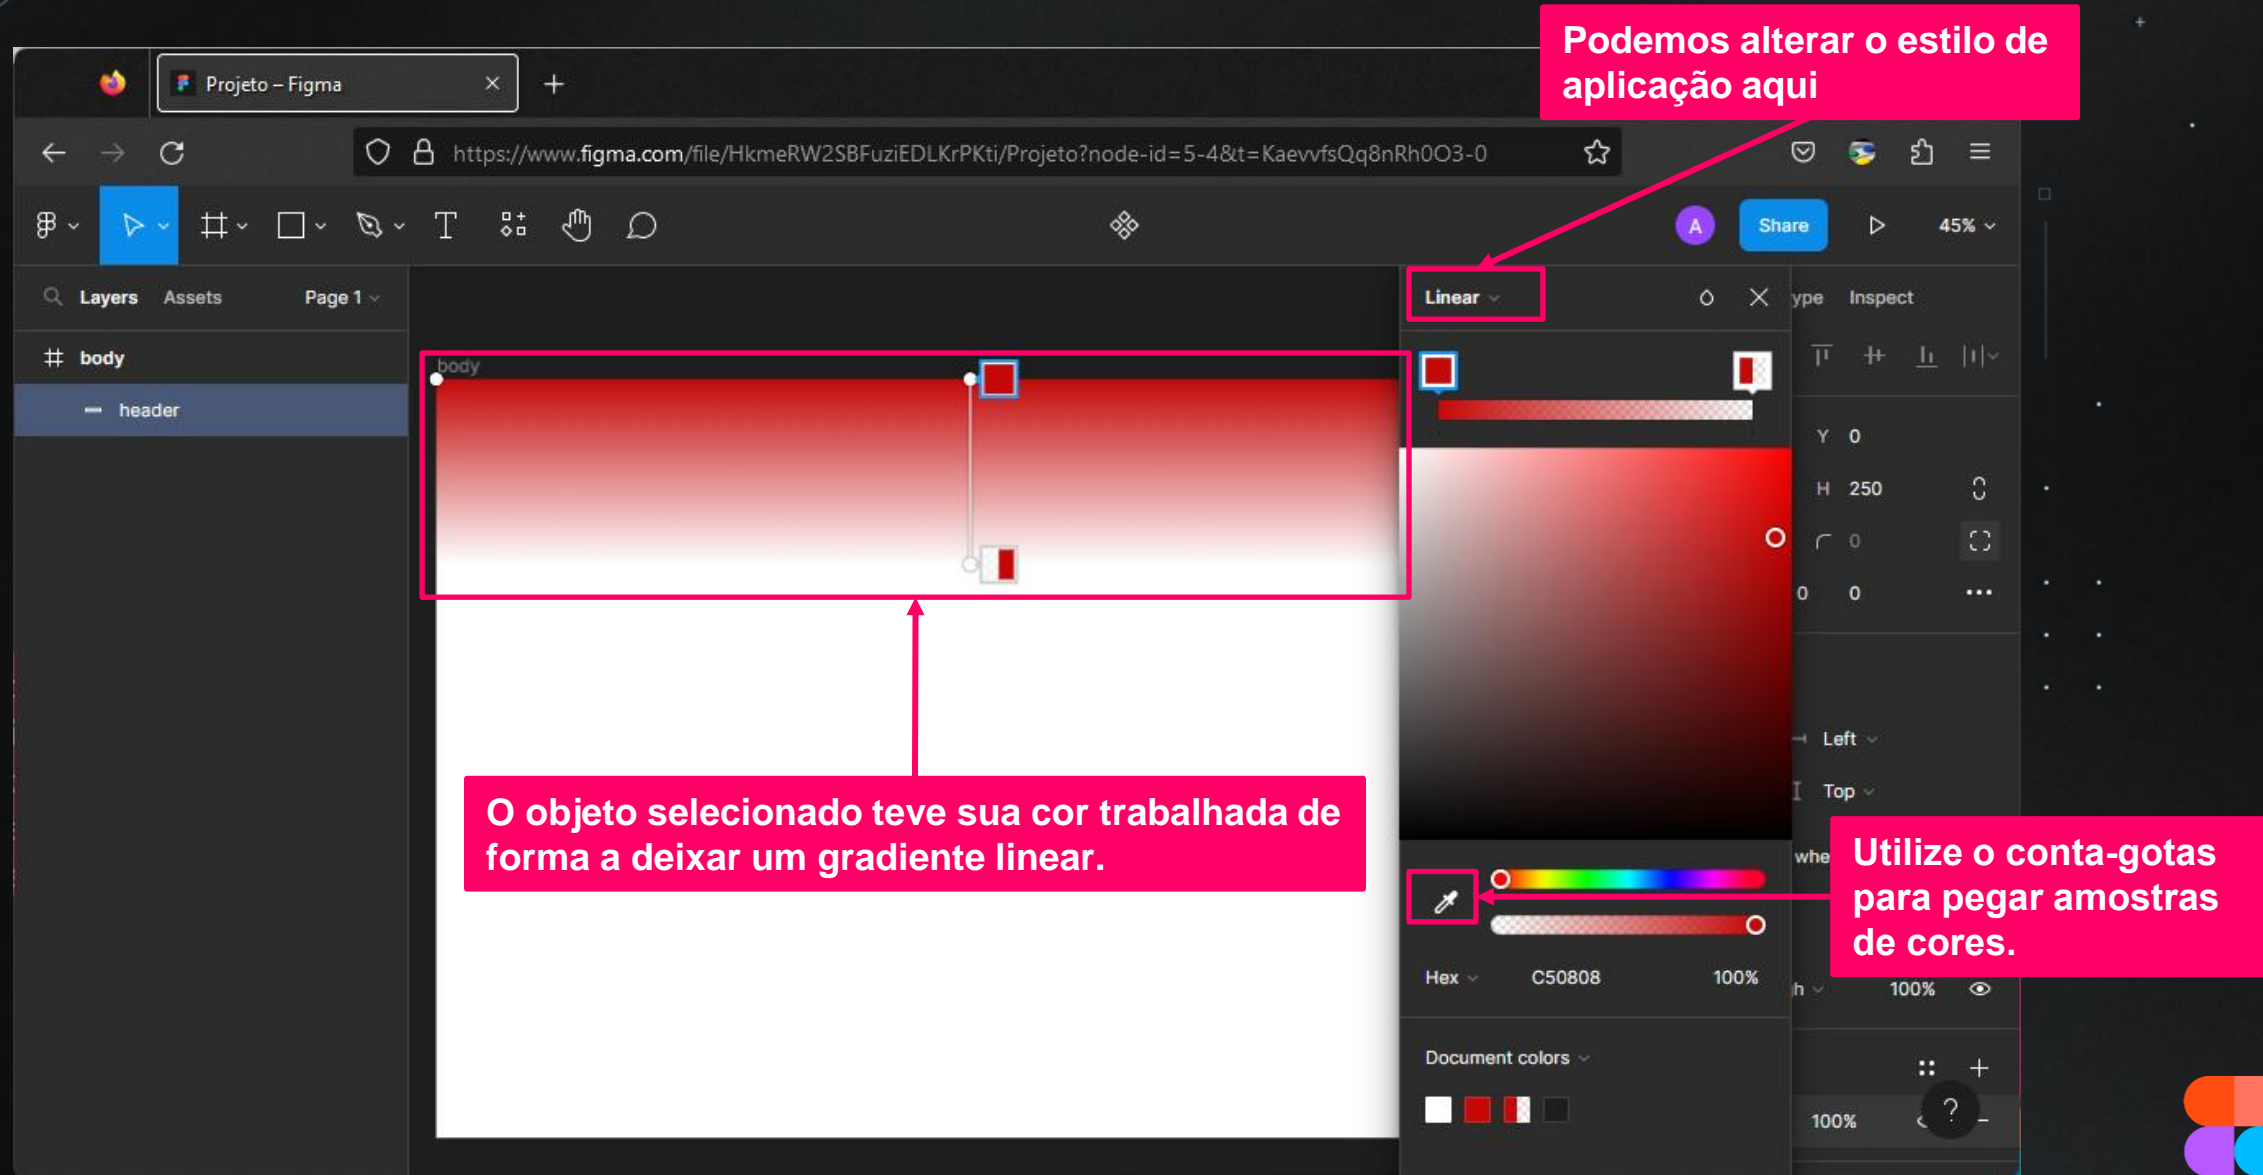 Podemos alterar o estilo de
aplicação aqui
Projeto – Figma
https://www.figma.com/file/HkmeRW2SBFuziEDLKrPKti/Projeto?node-id=5-4&t=KaevvfsQq8nRh0O3-0
A
Share
45%
Layers Assets Page 1
Linear
ype Inspect
body
header
body
Y 0
H 250
0
0 0
Left
Top
O objeto selecionado teve sua cor trabalhada de
forma a deixar um gradiente linear.
whe
Utilize o conta-gotas
para pegar amostras
de cores.
Hex C50808 100%
h 100%
Document colors
100%
?